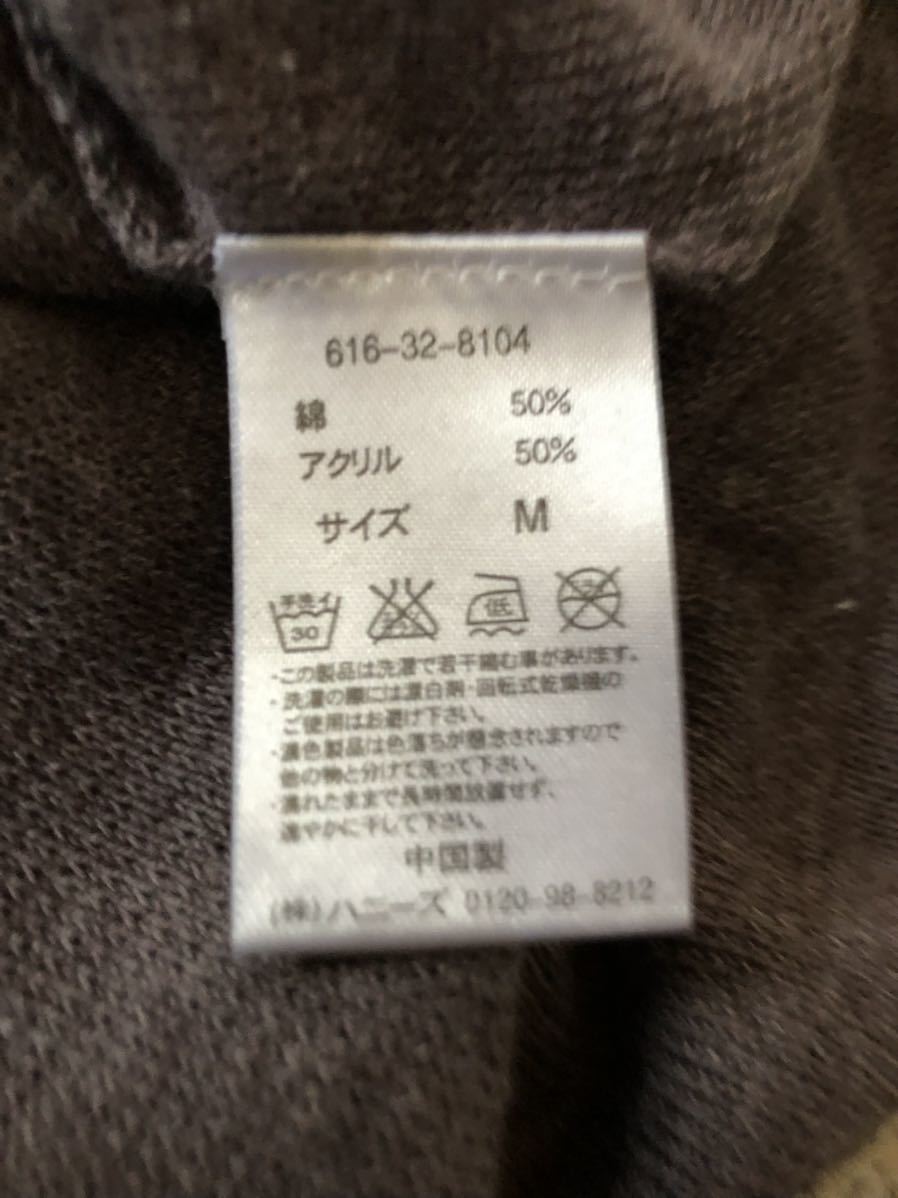 616-32-8104
綿 50%
アクリル 50%
サイズ M
手洗イ 30 低
・この製品は洗濯で若干縮む事があります。
・洗濯の際には漂白剤・回転式乾燥機の
ご使用はお避け下さい。
・濃色製品は色落ちが懸念されますので
他の物と分けて洗って下さい。
・濡れたままで長時間放置せず、
速やかに干して下さい。
中国製
(株)ハニーズ 0120-98-8212